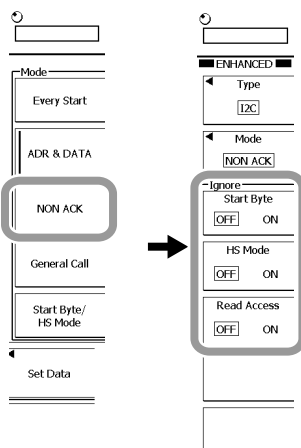 Mode
Every Start
ADR & DATA
NON ACK
General Call
Start Byte/
HS Mode
Set Data
ENHANCED
Type
I2C
Mode
NON ACK
Ignore
Start Byte
OFF ON
HS Mode
OFF ON
Read Access
OFF ON